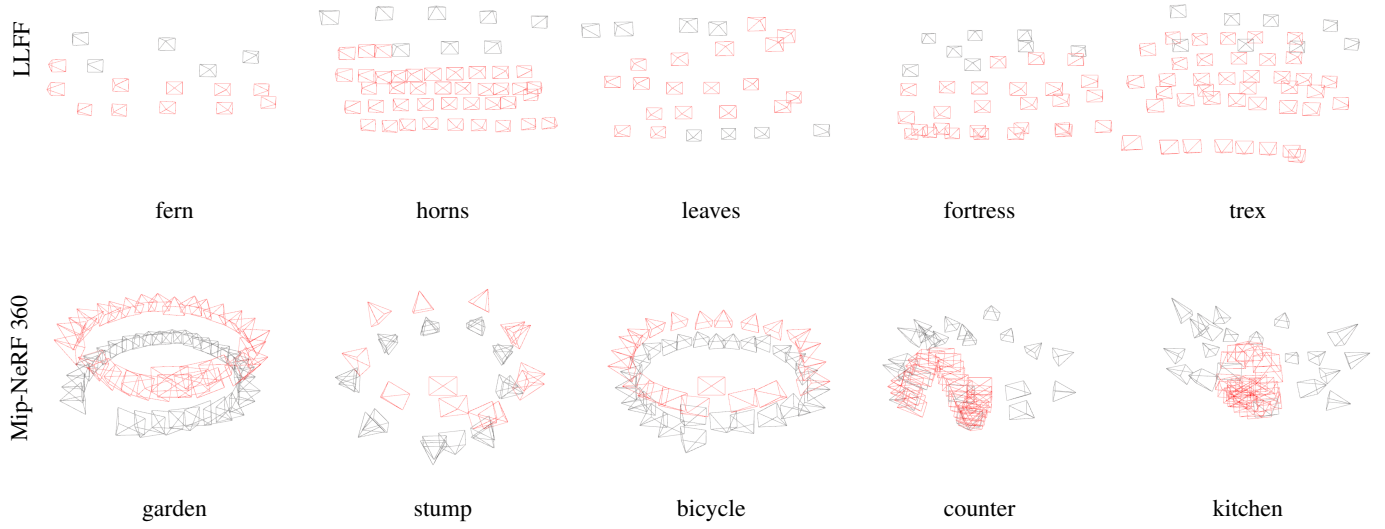 LLFF
fern horns leaves fortress trex
Mip-NeRF 360
garden stump bicycle counter kitchen